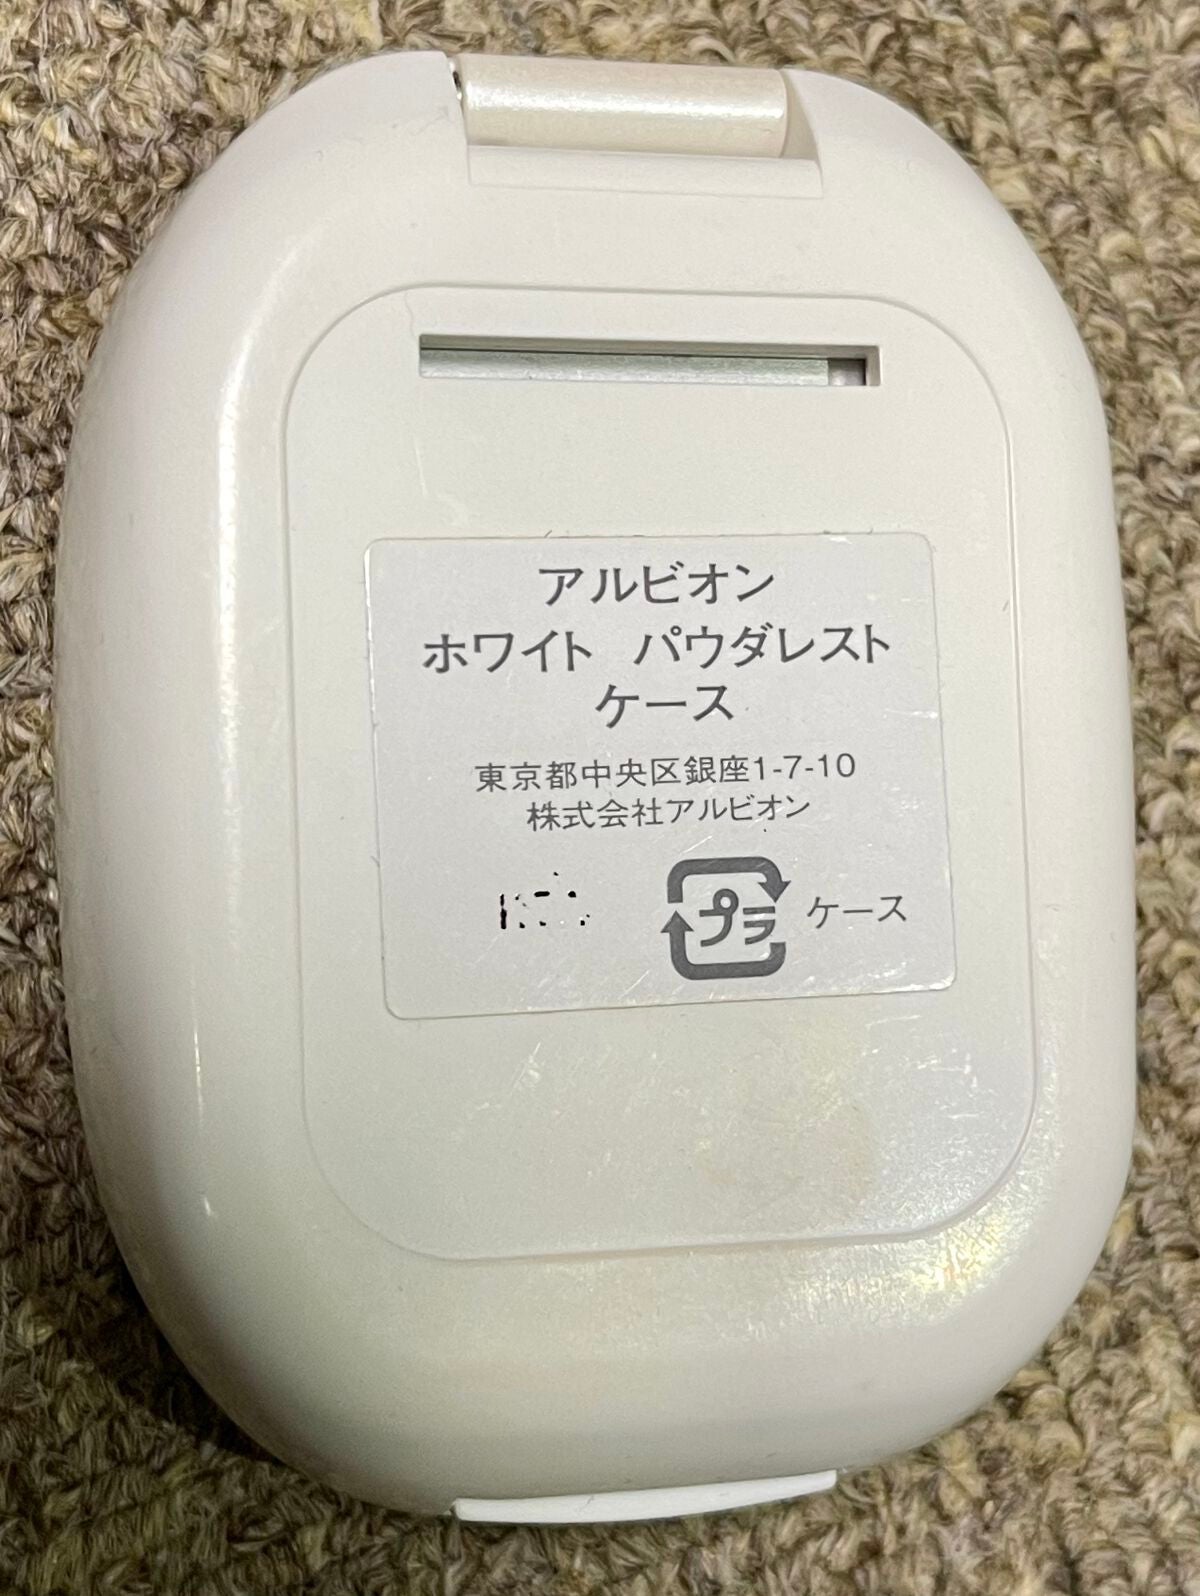 アルビオン
ホワイト パウダレスト
ケース
東京都中央区銀座1-7-10
株式会社アルビオン
プラ ケース